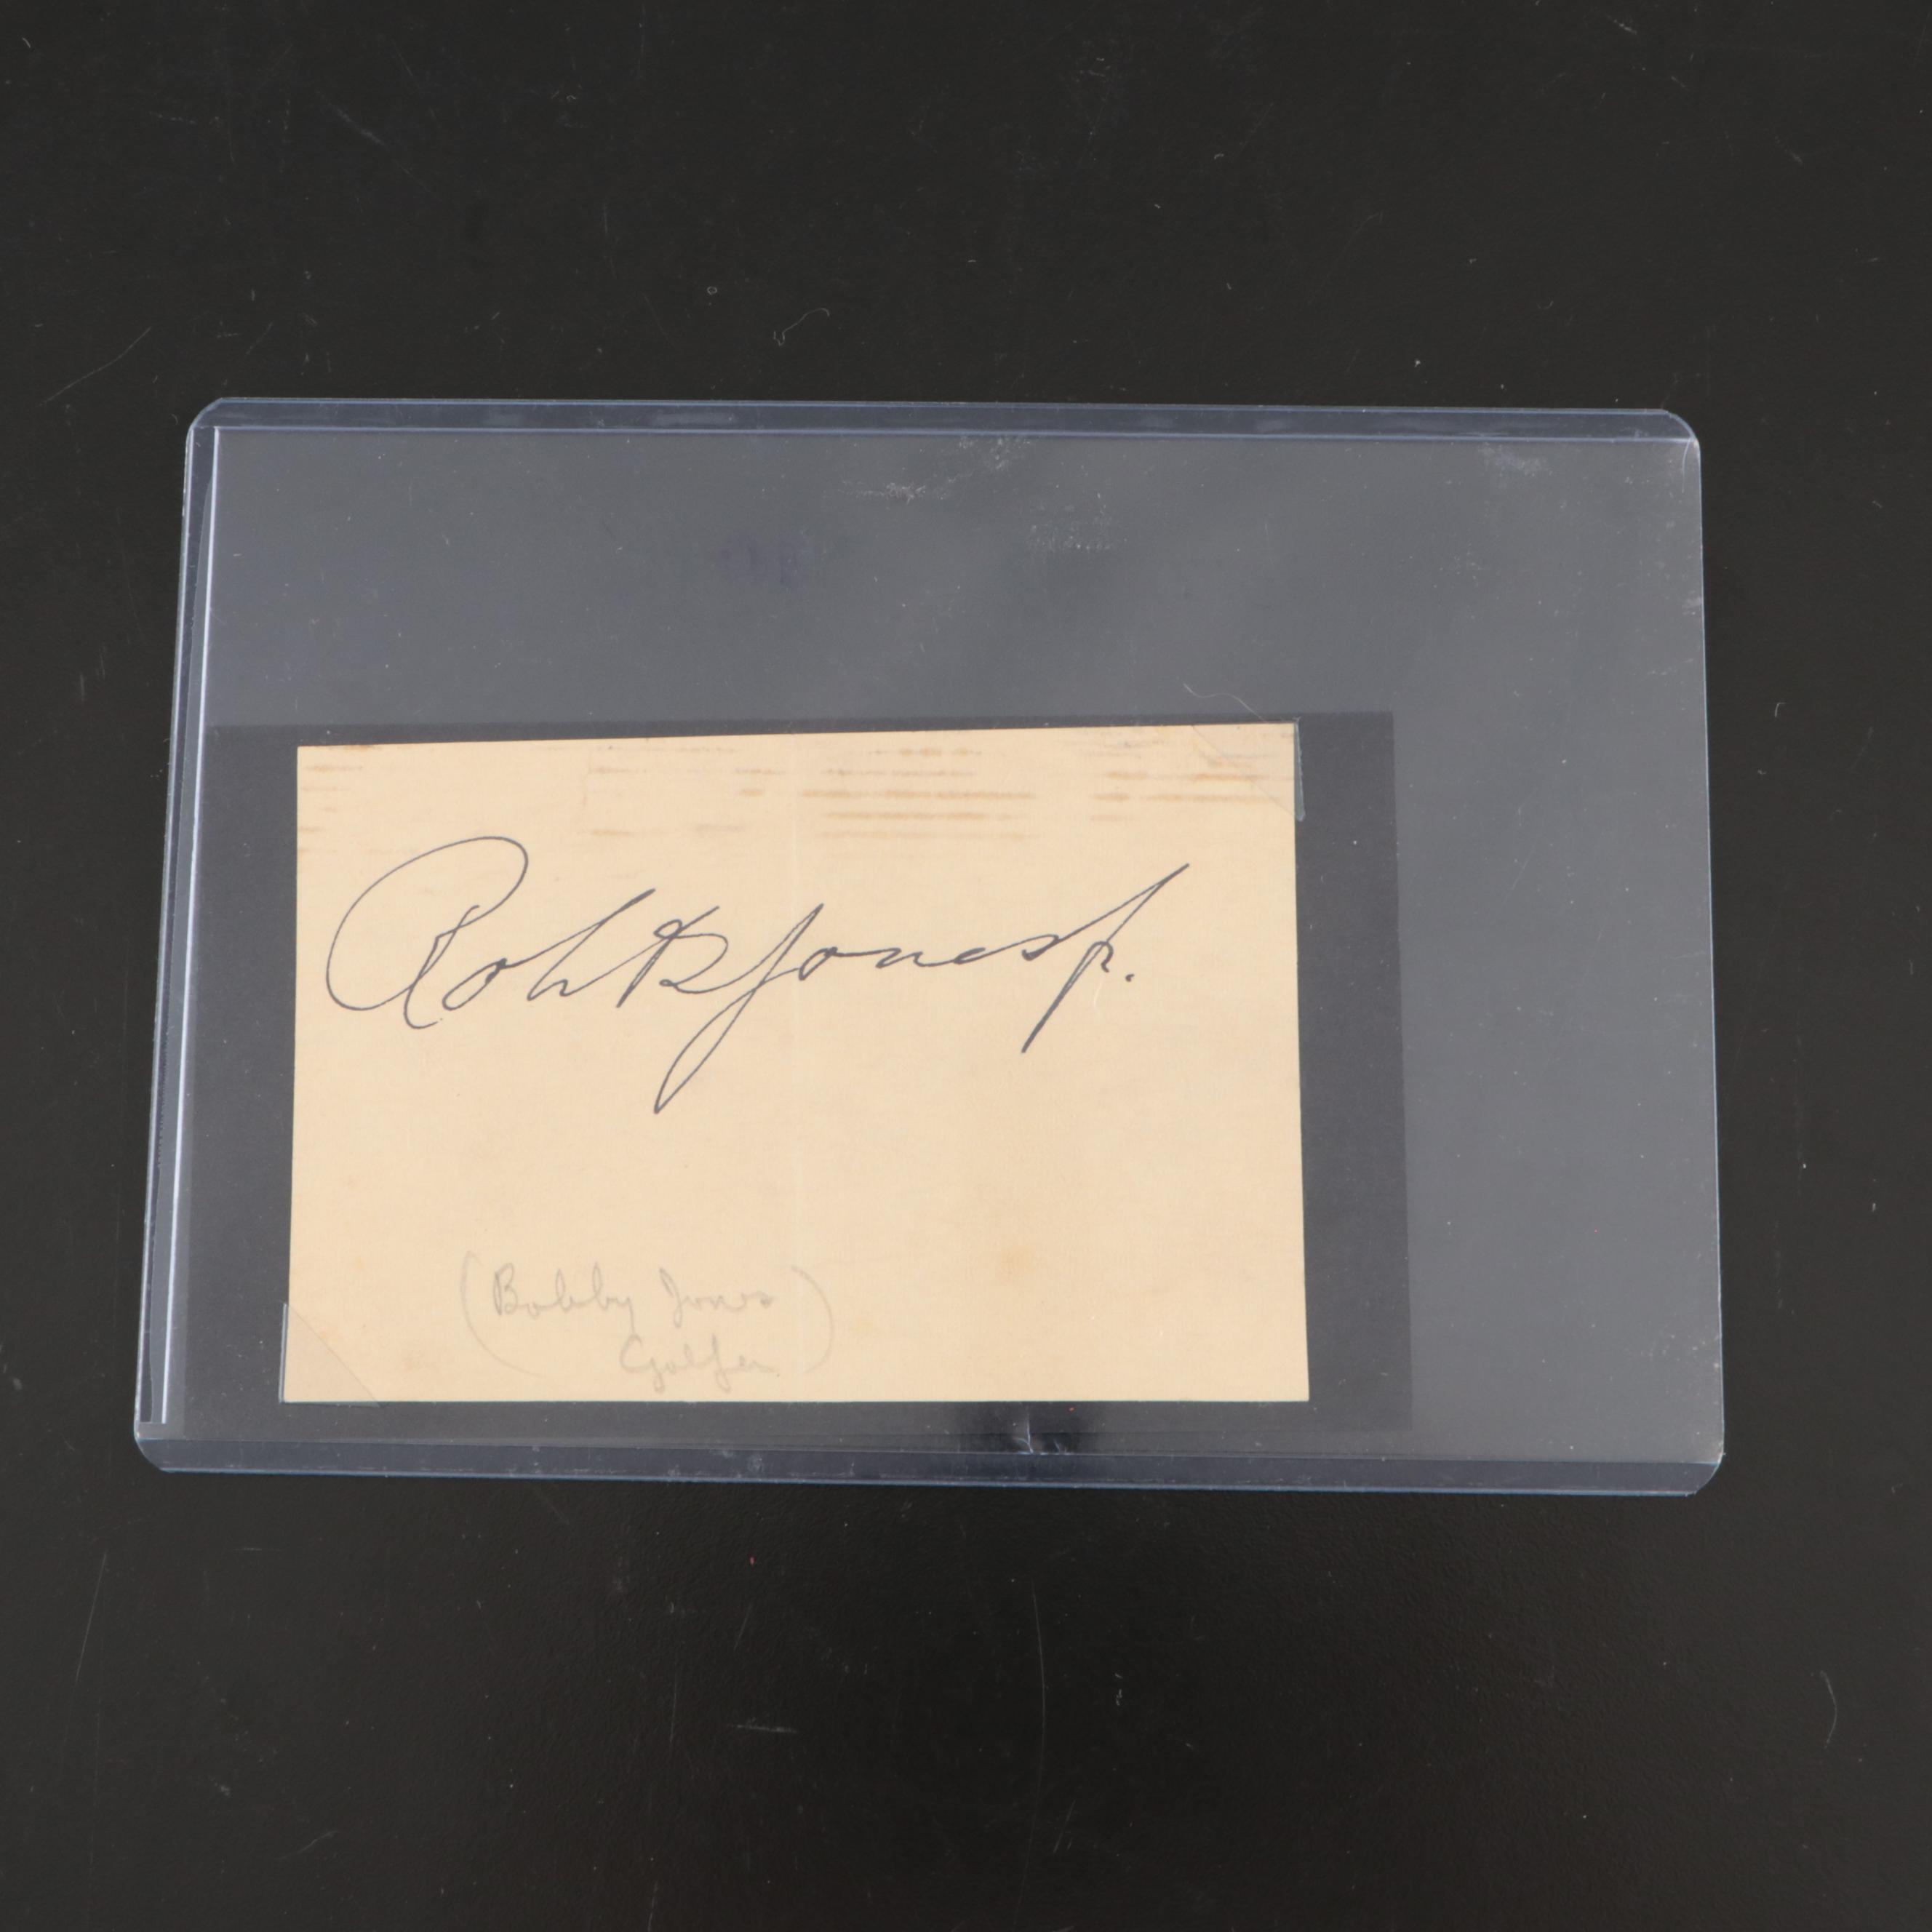 Robt T Jones Jr.
(Bobby Jones
Golfer)